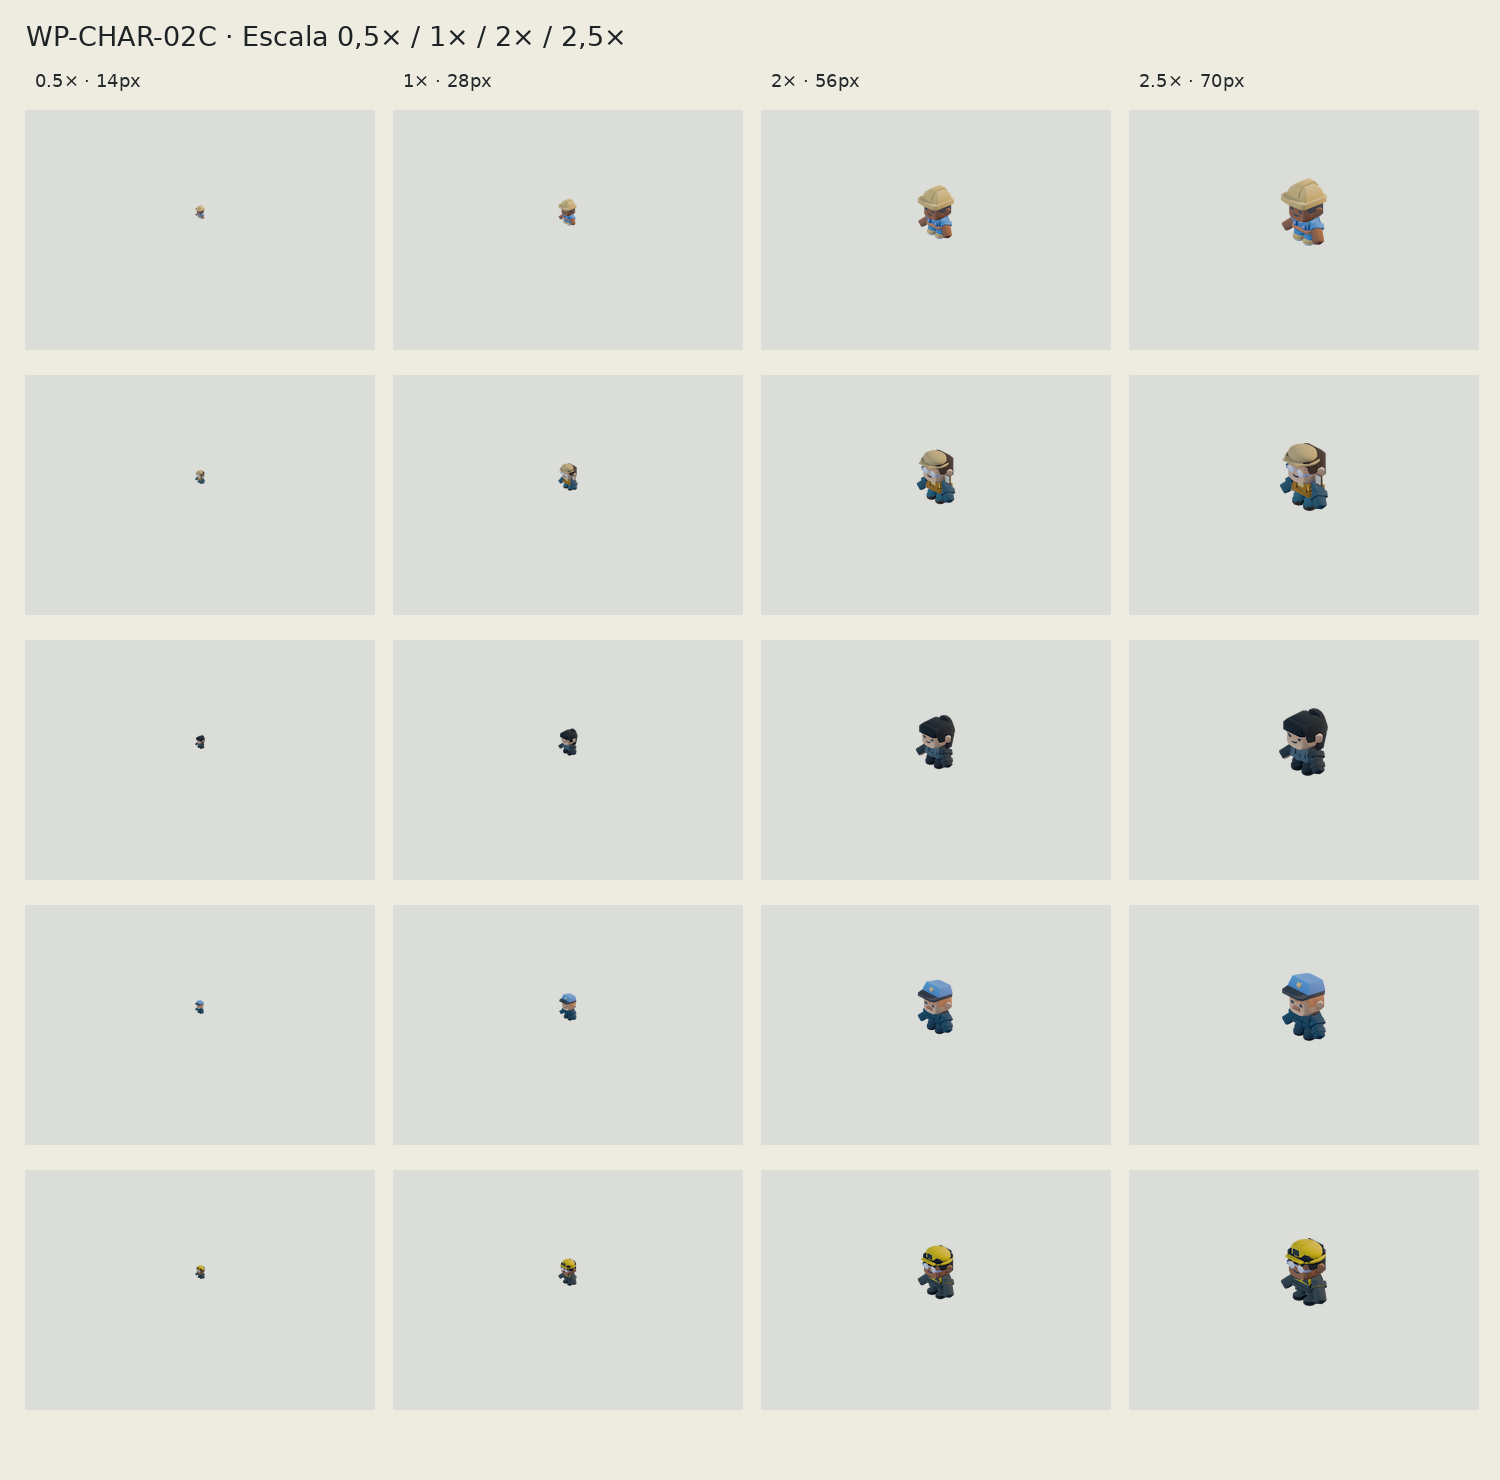 WP-CHAR-02C · Escala 0,5× / 1× / 2× / 2,5×
0.5× · 14px 1× · 28px 2× · 56px 2.5× · 70px